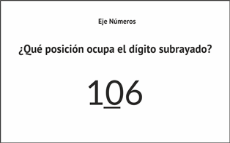 Eje Números
¿Qué posición ocupa el dígito subrayado?
106